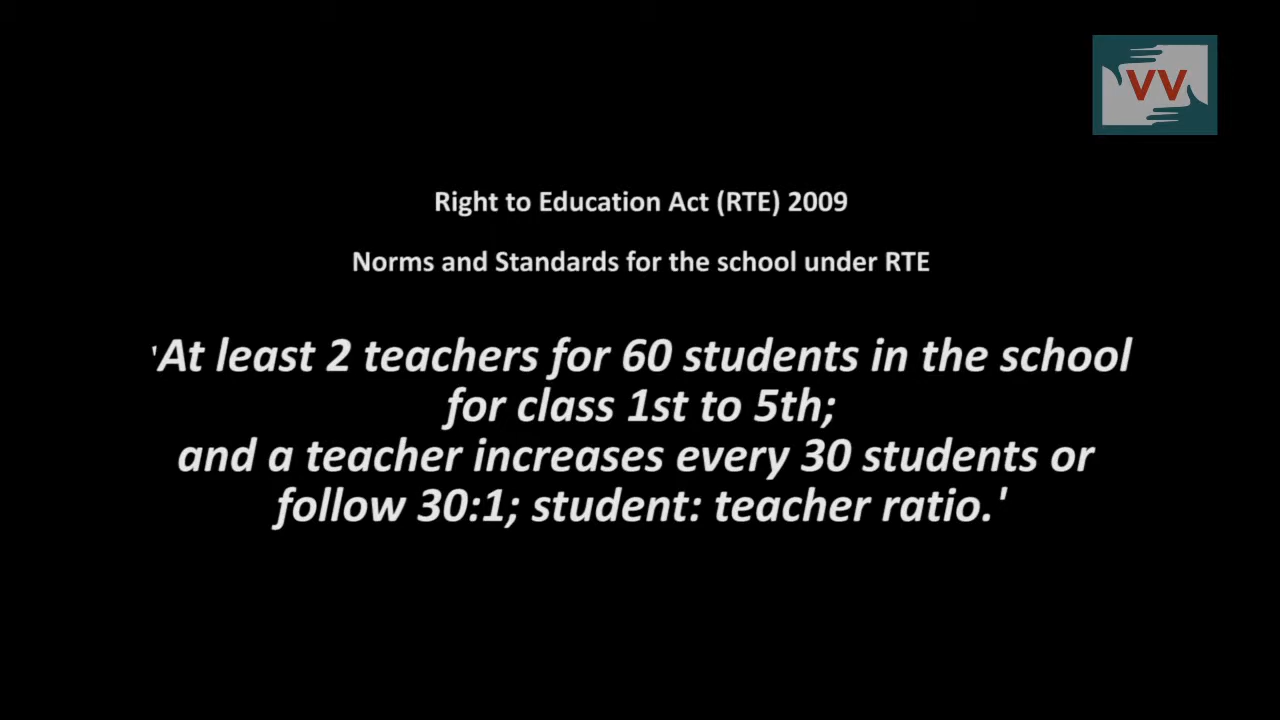 VV
Right to Education Act (RTE) 2009
Norms and Standards for the school under RTE
'At least 2 teachers for 60 students in the school
for class 1st to 5th;
and a teacher increases every 30 students or
follow 30:1; student: teacher ratio.'